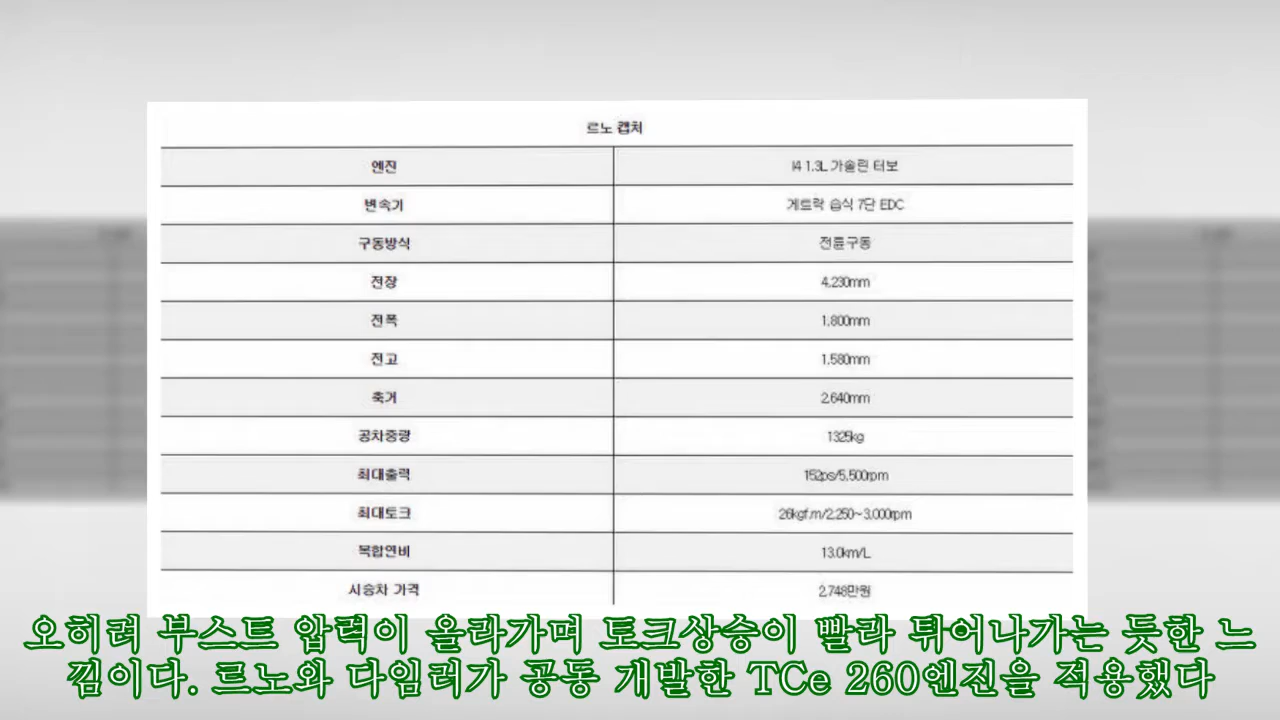 르노 캡처
엔진 I4 1.3L 가솔린 터보
변속기 게트락 습식 7단 EDC
구동방식 전륜구동
전장 4,230mm
전폭 1,800mm
전고 1,580mm
축거 2,640mm
공차중량 1325kg
최대출력 152ps/5,500rpm
최대토크 26kgf.m/2,250~3,000rpm
복합연비 13.0km/L
시승차 가격 2,748만원
오히려 부스트 압력이 올라가며 토크상승이 빨라 튀어나가는 듯한 느
낌이다. 르노와 다임러가 공동 개발한 TCe 260엔진을 적용했다